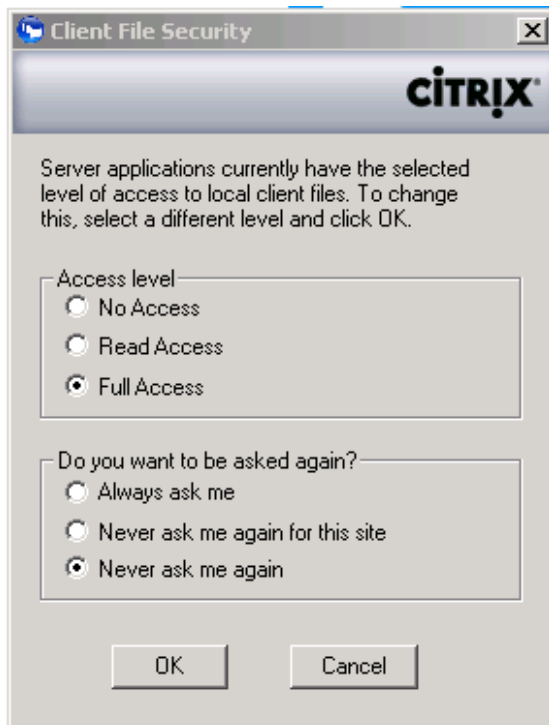 Client File Security
CiTRIX®
Server applications currently have the selected
level of access to local client files. To change
this, select a different level and click OK.
Access level
No Access
Read Access
Full Access
Do you want to be asked again?
Always ask me
Never ask me again for this site
Never ask me again
OK
Cancel